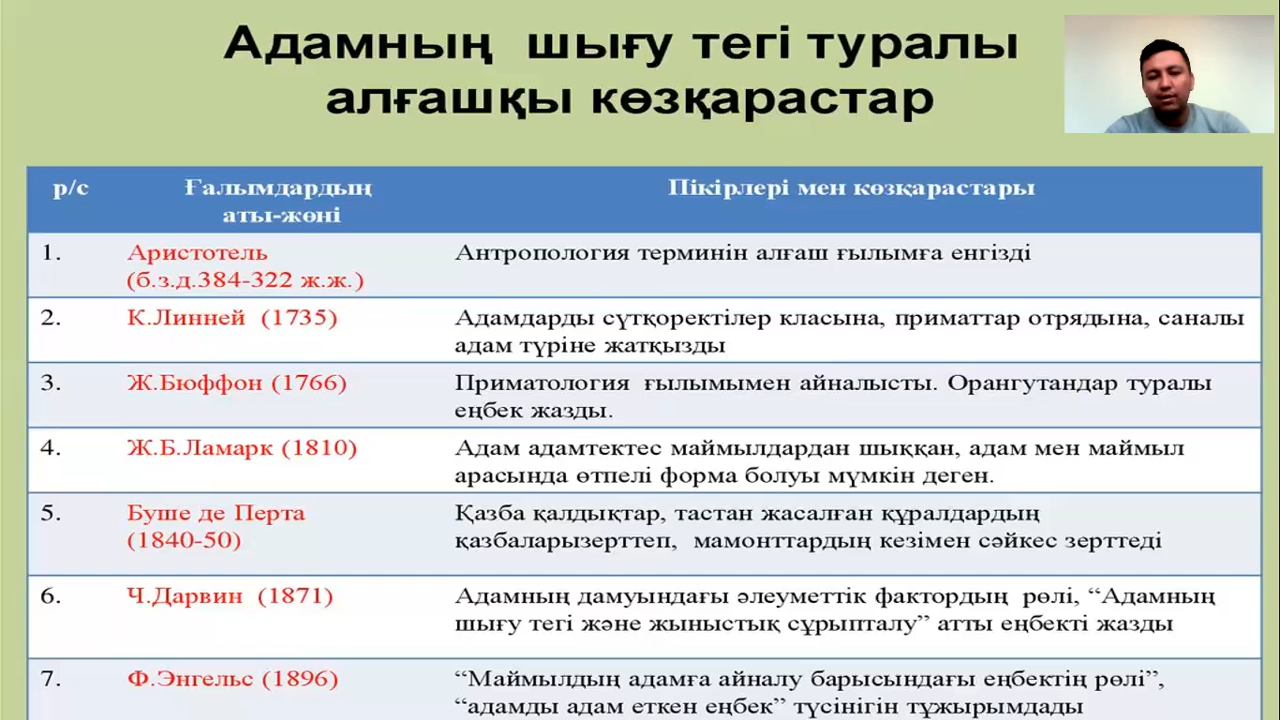 Адамның шығу тегі туралы
алғашқы көзқарастар
р/с Ғалымдардың Пікірлері мен көзқарастары
аты-жөні
1. Аристотель Антропология терминін алғаш ғылымға енгізді
(б.з.д.384-322 ж.ж.)
2. К.Линней (1735) Адамдарды сүтқоректілер класына, приматтар отрядына, саналы
адам түріне жатқызды
3. Ж.Бюффон (1766) Приматология ғылымымен айналысты. Орангутандар туралы
еңбек жазды.
4. Ж.Б.Ламарк (1810) Адам адамтектес маймылдардан шыққан, адам мен маймыл
арасында өтпелі форма болуы мүмкін деген.
5. Буше де Перта Қазба қалдықтар, тастан жасалған құралдардың
(1840-50) қазбаларызерттеп, мамонттардың кезімен сәйкес зерттеді
6. Ч.Дарвин (1871) Адамның дамуындағы әлеуметтік фактордың рөлі, “Адамның
шығу тегі және жыныстық сұрыпталу” атты еңбекті жазды
7. Ф.Энгельс (1896) “Маймылдың адамға айналу барысындағы еңбектің рөлі”,
“адамды адам еткен еңбек” түсінігін тұжырымдады